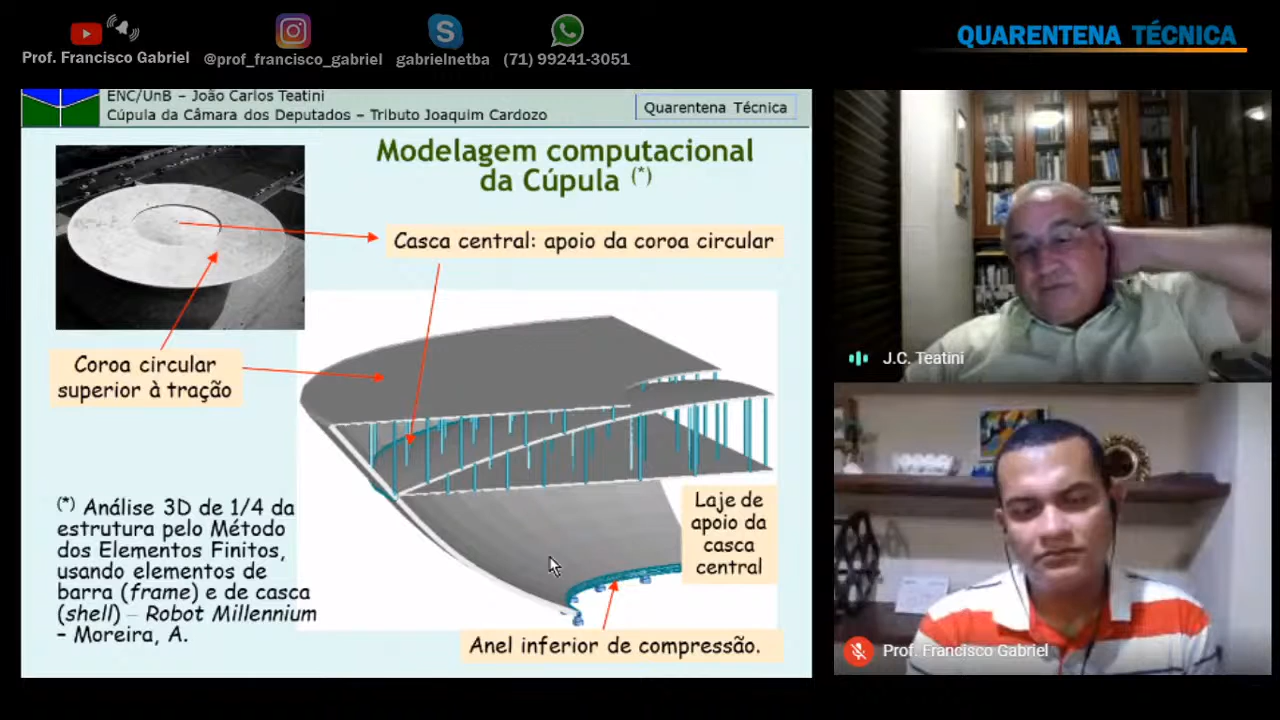 Prof. Francisco Gabriel
@prof_francisco_gabriel
gabrielnetba
(71) 99241-3051
QUARENTENA TÉCNICA
ENC/UnB – João Carlos Teatini
Cúpula da Câmara dos Deputados – Tributo Joaquim Cardozo
Quarentena Técnica
Modelagem computacional
da Cúpula (*)
Casca central: apoio da coroa circular
Coroa circular
superior à tração
(*) Análise 3D de 1/4 da
estrutura pelo Método
dos Elementos Finitos,
usando elementos de
barra (frame) e de casca
(shell) – Robot Millennium
– Moreira, A.
Laje de
apoio da
casca
central
Anel inferior de compressão.
J.C. Teatini
Prof. Francisco Gabriel